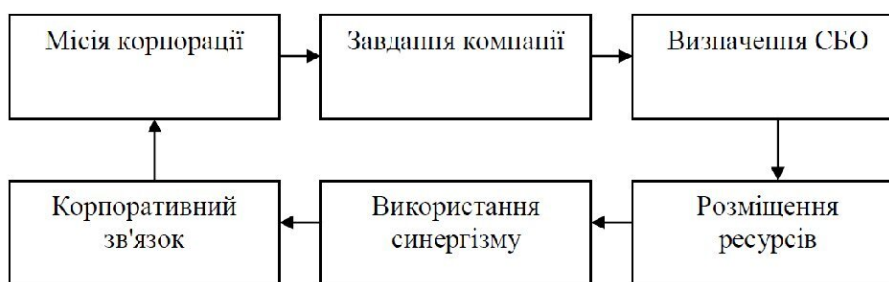 Місія корпорації
Завдання компанії
Визначення СБО
Корпоративний
зв'язок
Використання
синергізму
Розміщення
ресурсів